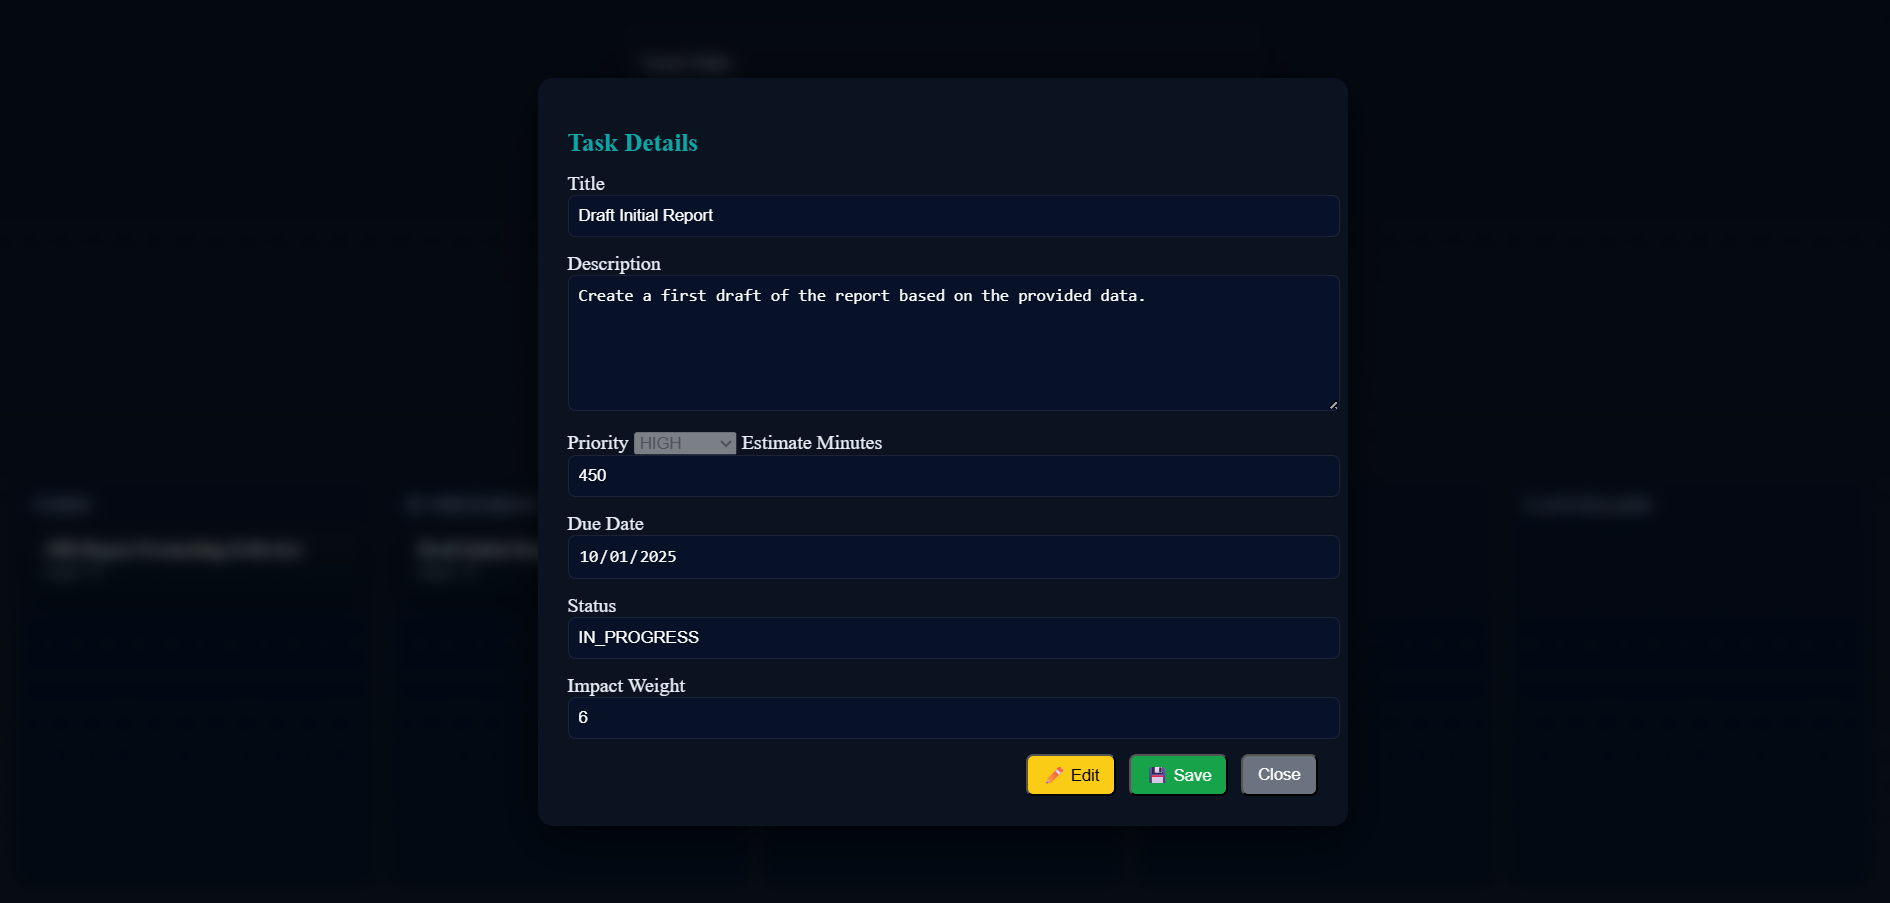 Task Details
Title
Draft Initial Report
Description
Create a first draft of the report based on the provided data.
Priority HIGH Estimate Minutes
450
Due Date
10/01/2025
Status
IN_PROGRESS
Impact Weight
6
Edit Save Close